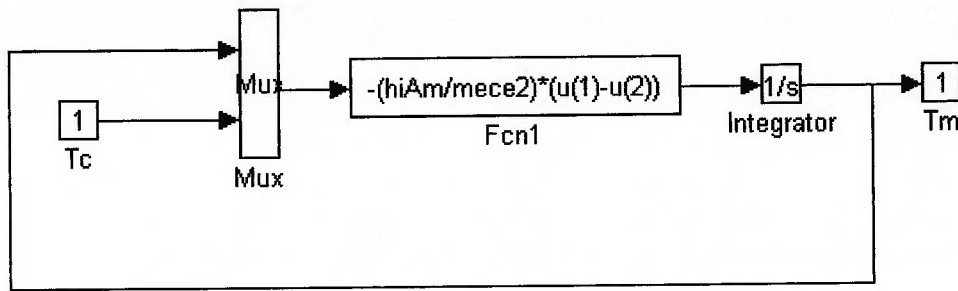 Mux
-(hiAm/mece2)*(u(1)-u(2))
1/s
1
1
Integrator
Tm
Fcn1
Tc
Mux